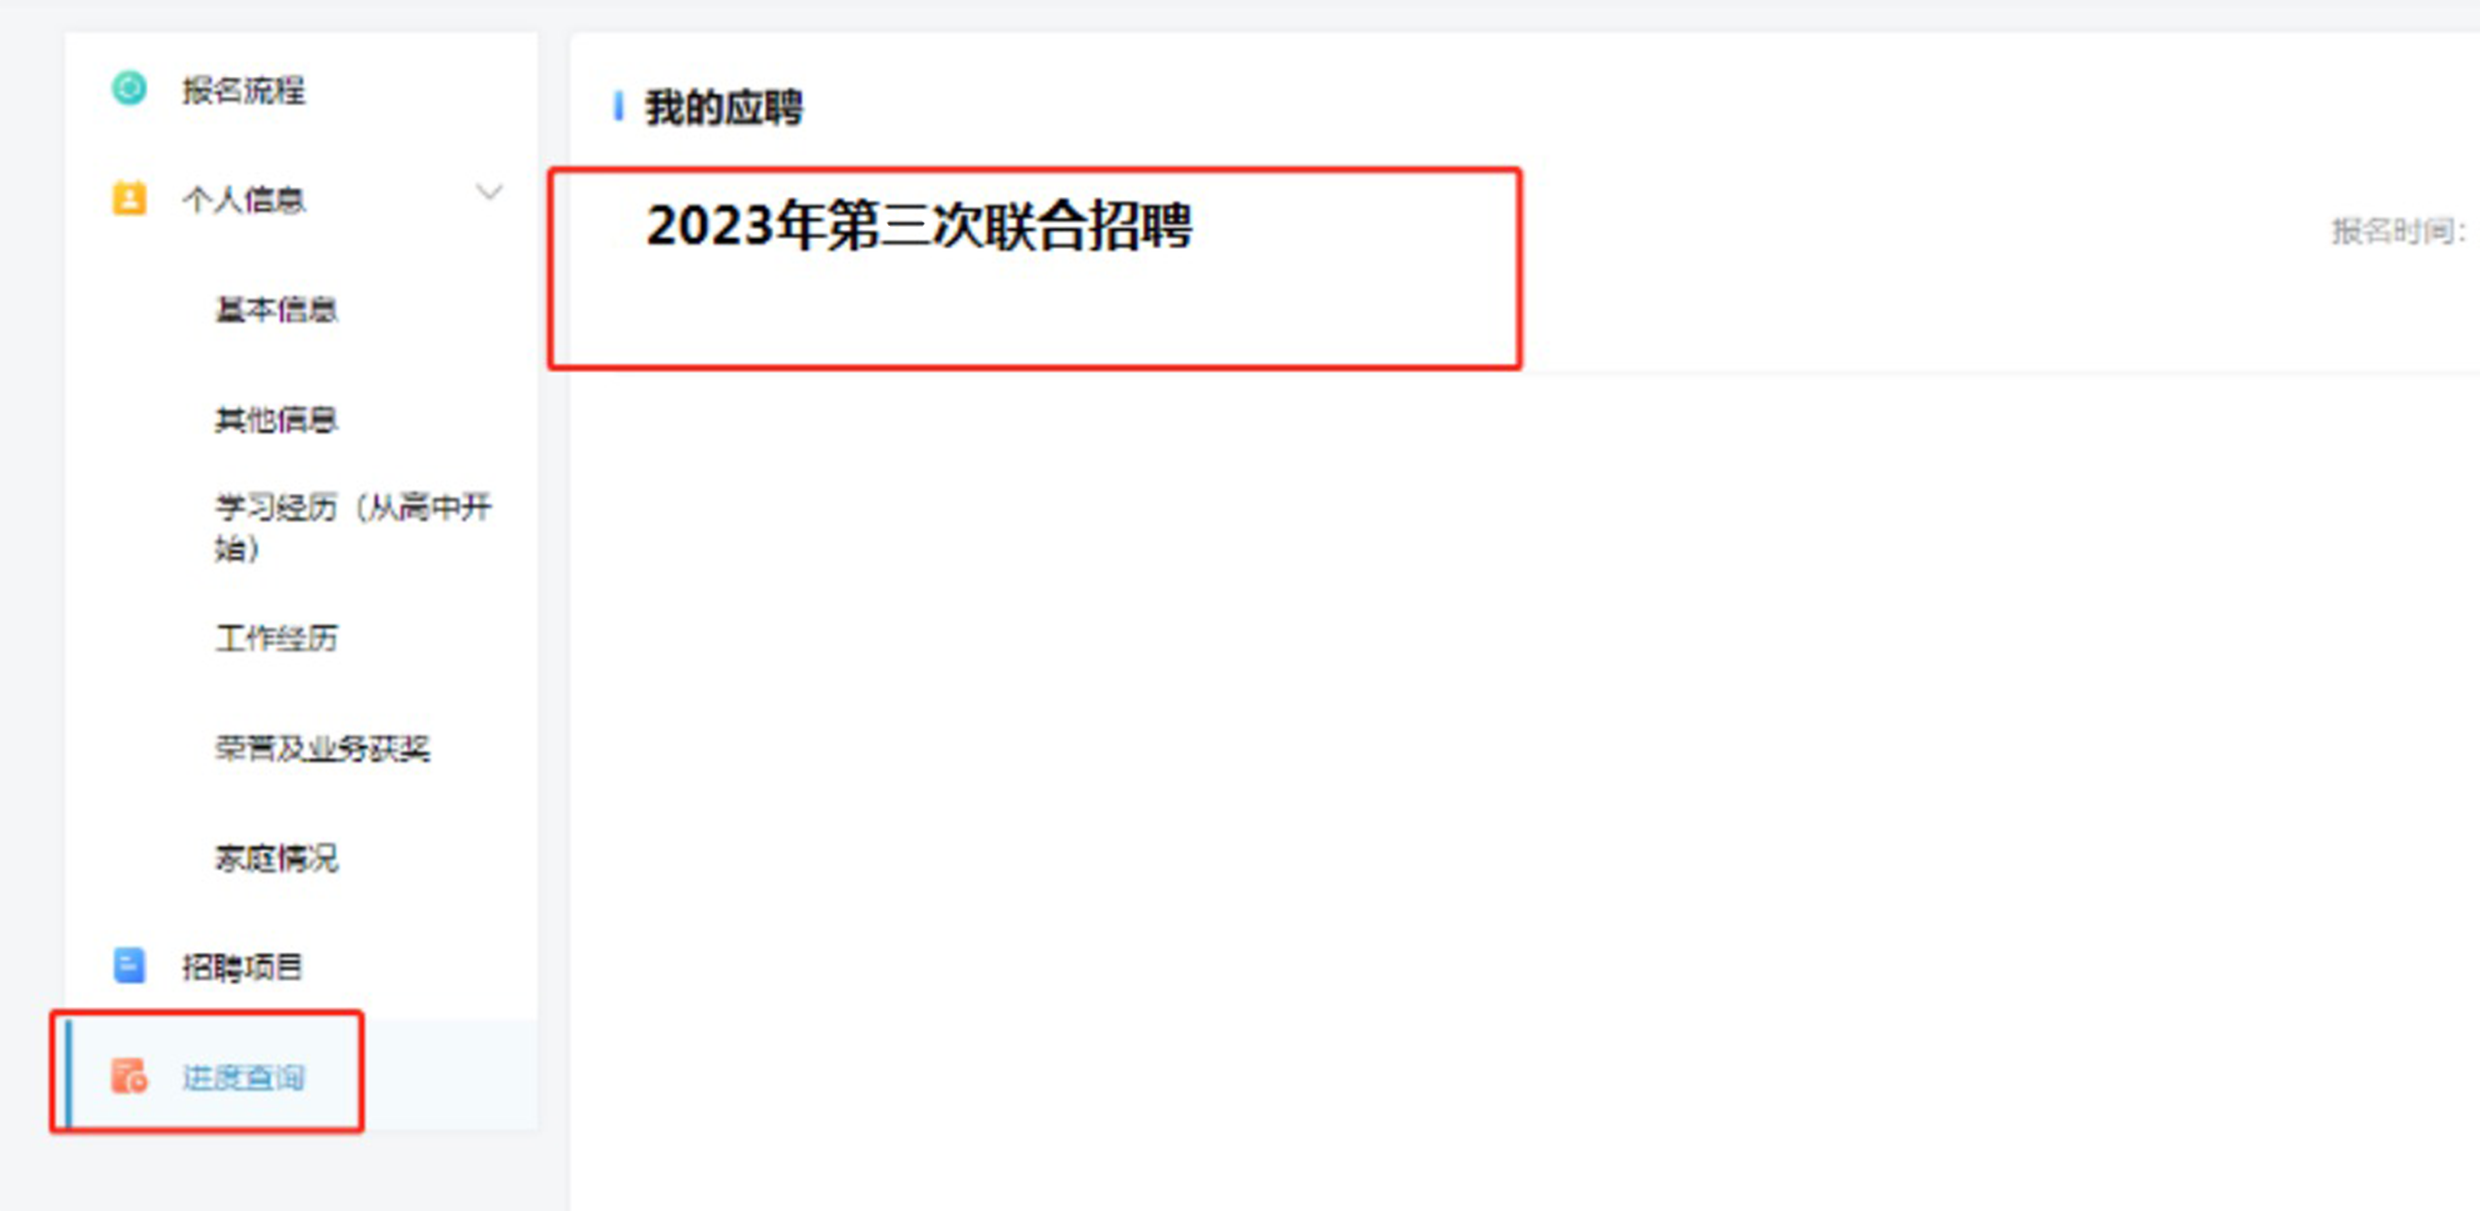 报名流程
个人信息
基本信息
其他信息
学习经历（从高中开
始）
工作经历
荣誉及业务获奖
家庭情况
招聘项目
进度查询
我的应聘
2023年第三次联合招聘
报名时间：